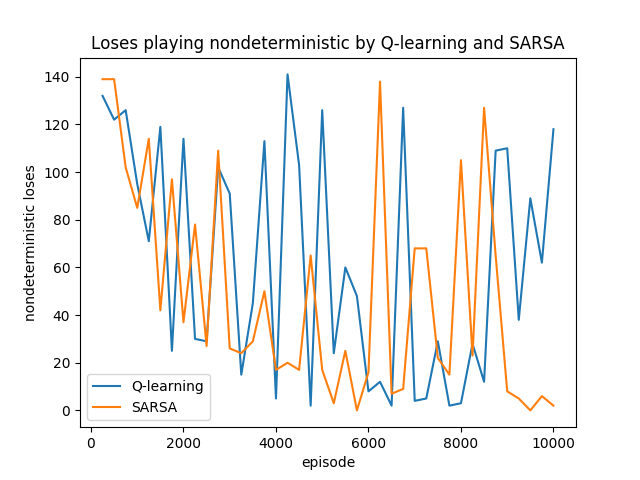 Loses playing nondeterministic by Q-learning and SARSA
nondeterministic loses
140
120
100
80
60
40
20
0
Q-learning
SARSA
0 2000 4000 6000 8000 10000
episode